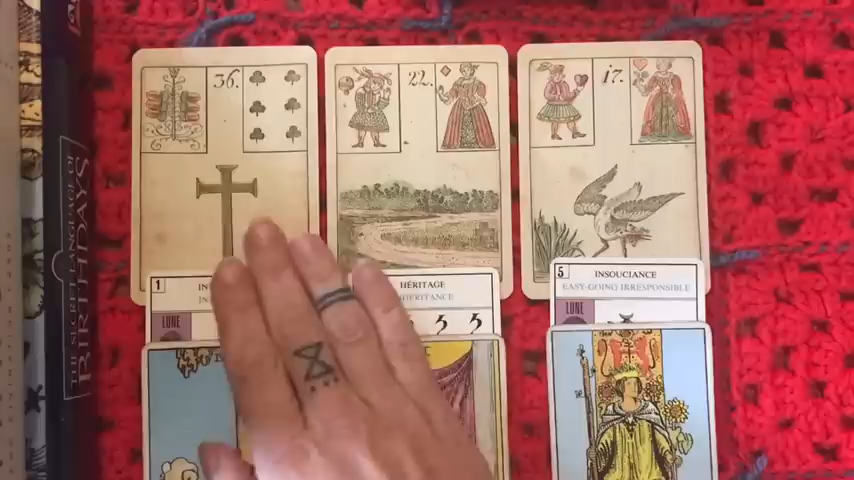 THE SECRET LANGUAGE OF
BIRTHDAYS
36.
22.
17.
1
HÉRITAGE
INHERITANCE
5
INSOUCIANCE
EASY-GOING IRRESPONSIBLE
LUNE
LUNE